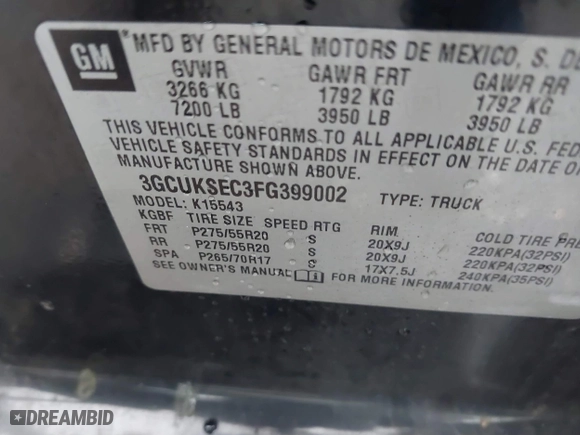 GM
*MFD BY GENERAL MOTORS DE MEXICO, S. DE
GVWR GAWR FRT GAWR RR
3266 KG 1792 KG 1792 KG
7200 LB 3950 LB 3950 LB
THIS VEHICLE CONFORMS TO ALL APPLICABLE U.S. FED
VEHICLE SAFETY STANDARDS IN EFFECT ON THE DATE OF
MANUFACTURE SHOWN ABOVE.
3GCUKSEC3FG399002 TYPE: TRUCK
MODEL: K15543
KGBF TIRE SIZE SPEED RTG RIM COLD TIRE PRE
FRT P275/55R20 S 20X9J 220KPA(32PSI)
RR P275/55R20 S 20X9J 220KPA(32PSI)
SPA P265/70R17 S 17X7.5J 240KPA(35PSI)
SEE OWNER'S MANUAL FOR MORE INFORMATION.
DREAMBID